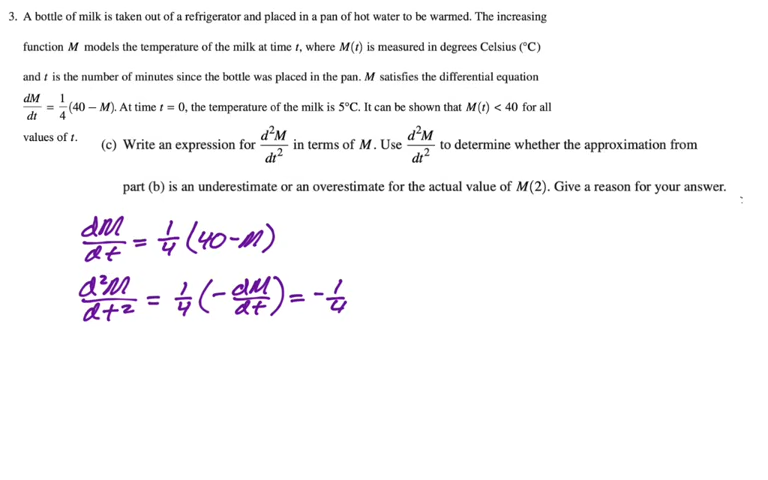 3. A bottle of milk is taken out of a refrigerator and placed in a pan of hot water to be warmed. The increasing
function M models the temperature of the milk at time t, where M(t) is measured in degrees Celsius (°C)
and t is the number of minutes since the bottle was placed in the pan. M satisfies the differential equation
dM/dt = 1/4(40 – M). At time t = 0, the temperature of the milk is 5°C. It can be shown that M(t) < 40 for all
values of t.
(c) Write an expression for d²M/dt² in terms of M. Use d²M/dt² to determine whether the approximation from
part (b) is an underestimate or an overestimate for the actual value of M(2). Give a reason for your answer.
dM/dt = 1/4 (40-M)
d²M/dt² = 1/4 (-dM/dt) = -1/4